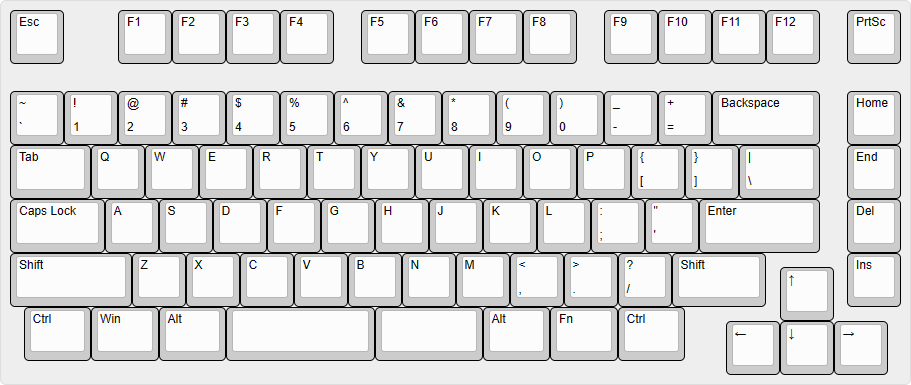 Esc F1 F2 F3 F4 F5 F6 F7 F8 F9 F10 F11 F12 PrtSc
~ ! @ # $ % ^ & * ( ) _ + Backspace Home
` 1 2 3 4 5 6 7 8 9 0 - =
Tab Q W E R T Y U I O P { } | End
[ ] \
Caps Lock A S D F G H J K L : " Enter Del
; '
Shift Z X C V B N M < > ? Shift Ins
, . /
↑
Ctrl Win Alt Alt Fn Ctrl
← ↓ →